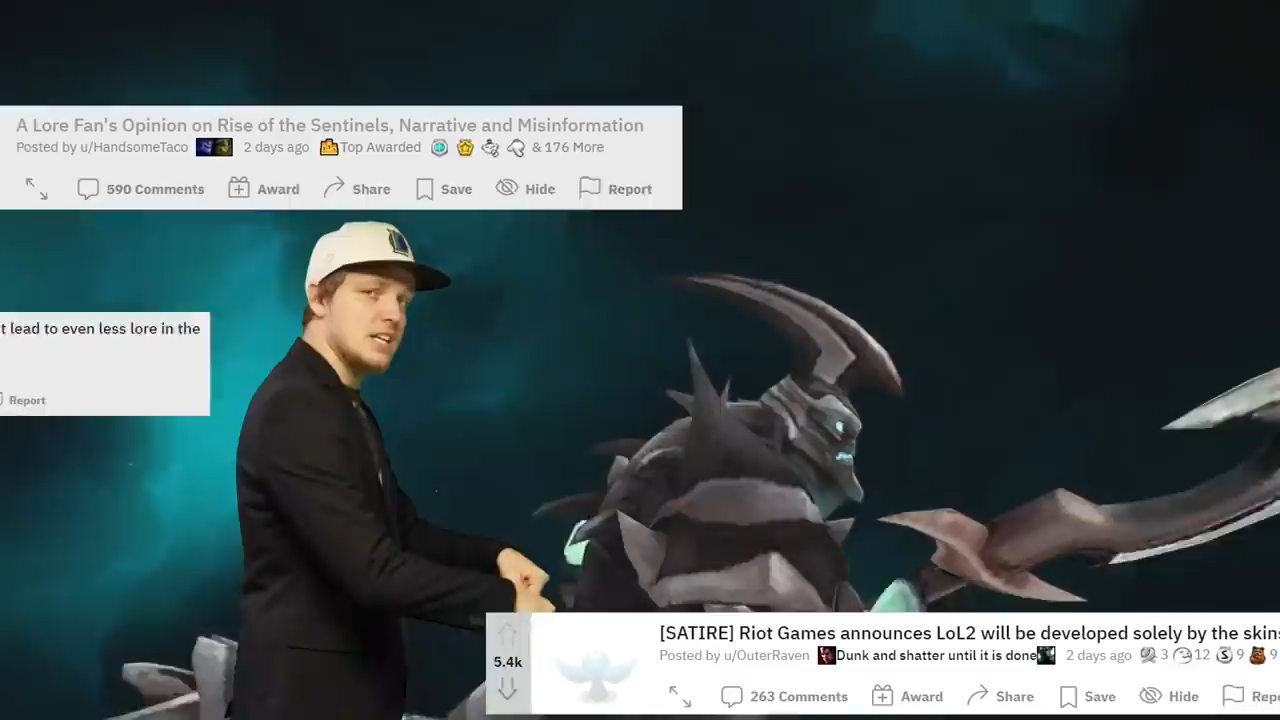 A Lore Fan's Opinion on Rise of the Sentinels, Narrative and Misinformation
Posted by u/HandsomeTaco 2 days ago Top Awarded & 176 More
590 Comments Award Share Save Hide Report
t lead to even less lore in the
Report
[SATIRE] Riot Games announces LoL2 will be developed solely by the skins
5.4k
Posted by u/OuterRaven Dunk and shatter until it is done 2 days ago 3 12 9 9
263 Comments Award Share Save Hide Repo